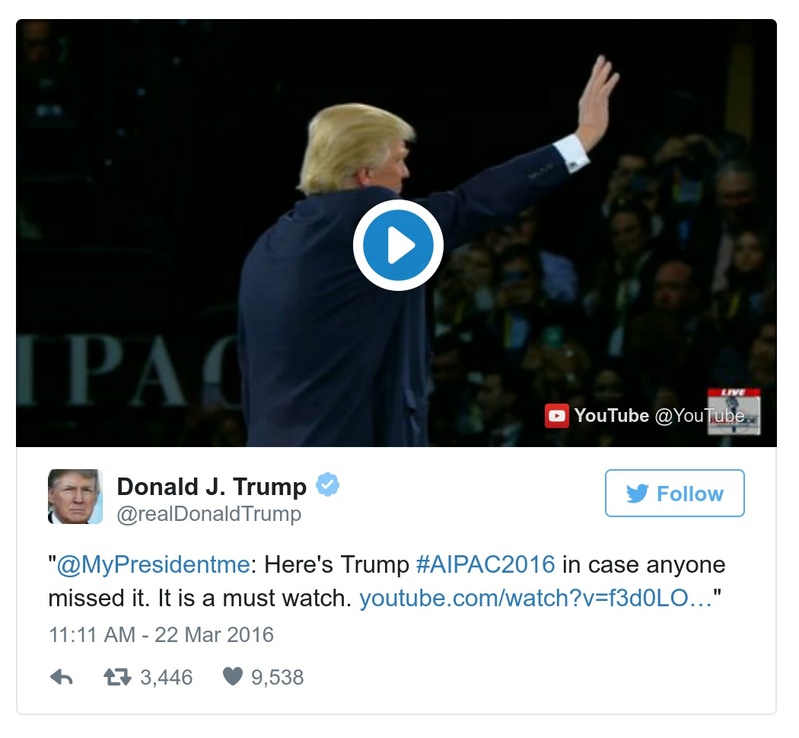 IPAC
LIVE
YouTube @YouTube
Donald J. Trump
@realDonaldTrump
Follow
"@MyPresidentme: Here's Trump #AIPAC2016 in case anyone
missed it. It is a must watch. youtube.com/watch?v=f3d0LO…"
11:11 AM - 22 Mar 2016
3,446 9,538